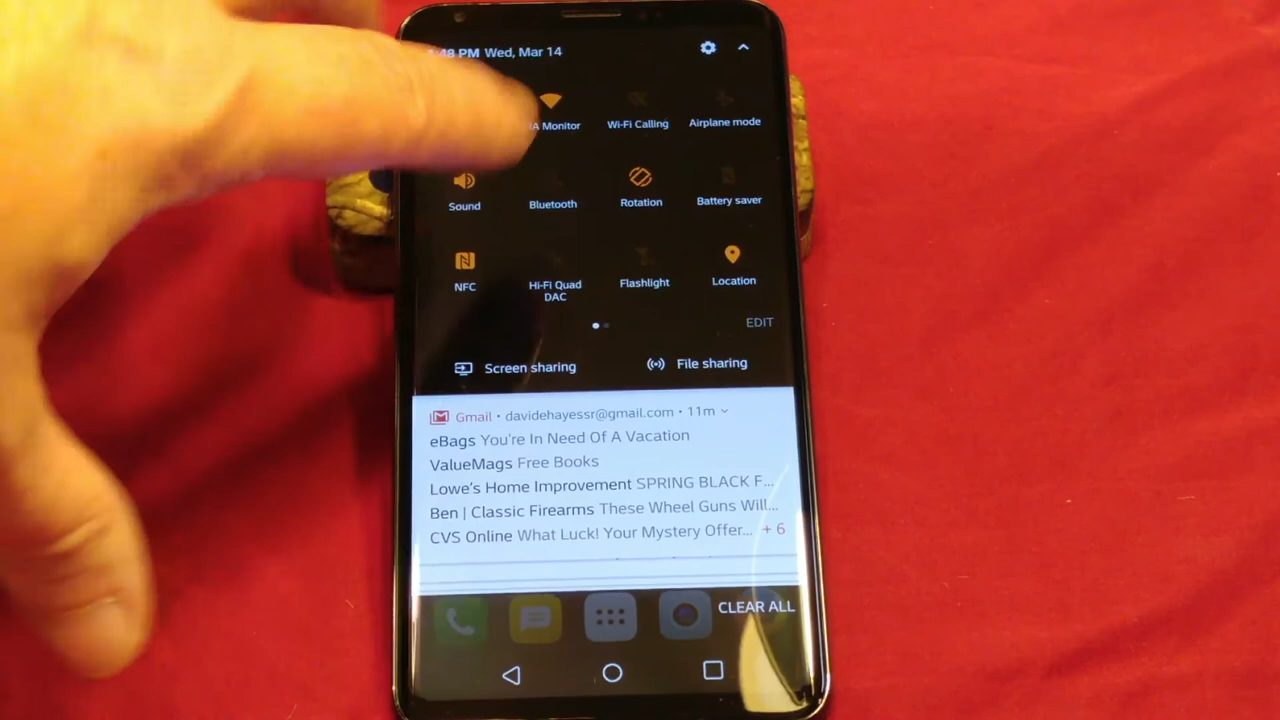 :48 PM Wed, Mar 14
A Monitor
Wi-Fi Calling
Airplane mode
Sound
Bluetooth
Rotation
Battery saver
NFC
Hi-Fi Quad
DAC
Flashlight
Location
EDIT
Screen sharing
File sharing
Gmail • davidehayessr@gmail.com • 11m
eBags You're In Need Of A Vacation
ValueMags Free Books
Lowe's Home Improvement SPRING BLACK F...
Ben | Classic Firearms These Wheel Guns Will...
CVS Online What Luck! Your Mystery Offer... + 6
CLEAR ALL